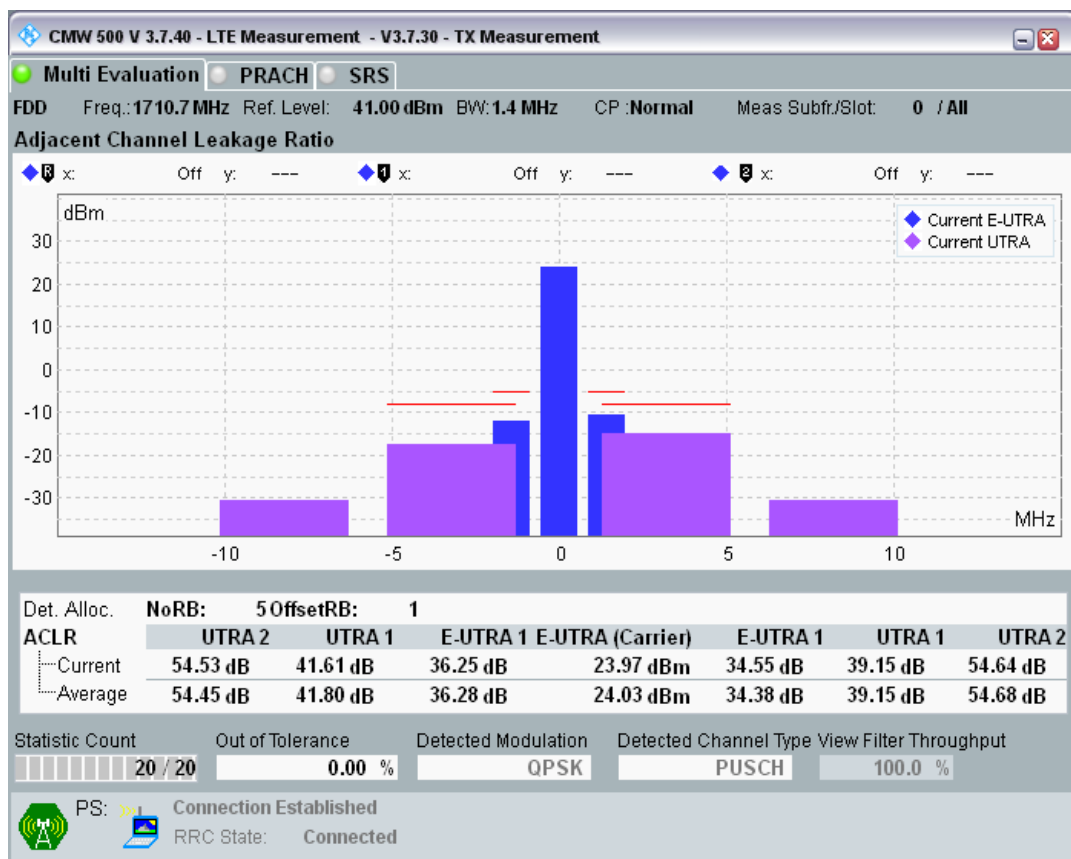 CMW 500 V 3.7.40 - LTE Measurement - V3.7.30 - TX Measurement
Multi Evaluation PRACH SRS
FDD Freq.: 1710.7 MHz Ref. Level: 41.00 dBm BW: 1.4 MHz CP :Normal Meas Subfr./Slot: 0 / All
Adjacent Channel Leakage Ratio
R x: Off y: --- 1 x: Off y: --- 2 x: Off y: ---
dBm
Current E-UTRA
Current UTRA
30
20
10
0
-10
-20
-30
MHz
-10 -5 0 5 10
Det. Alloc. NoRB: 5 OffsetRB: 1
ACLR UTRA 2 UTRA 1 E-UTRA 1 E-UTRA (Carrier) E-UTRA 1 UTRA 1 UTRA 2
Current 54.53 dB 41.61 dB 36.25 dB 23.97 dBm 34.55 dB 39.15 dB 54.64 dB
Average 54.45 dB 41.80 dB 36.28 dB 24.03 dBm 34.38 dB 39.15 dB 54.68 dB
Statistic Count Out of Tolerance Detected Modulation Detected Channel Type View Filter Throughput
20 / 20 0.00 % QPSK PUSCH 100.0 %
PS: Connection Established
RRC State: Connected